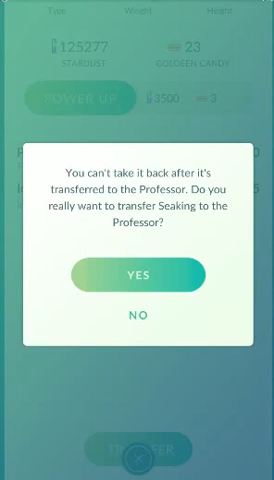 Type Weight Height
125277 23
STARDUST GOLDEEN CANDY
POWER UP 3500 3
You can't take it back after it's
transferred to the Professor. Do you
really want to transfer Seaking to the
Professor?
YES
NO